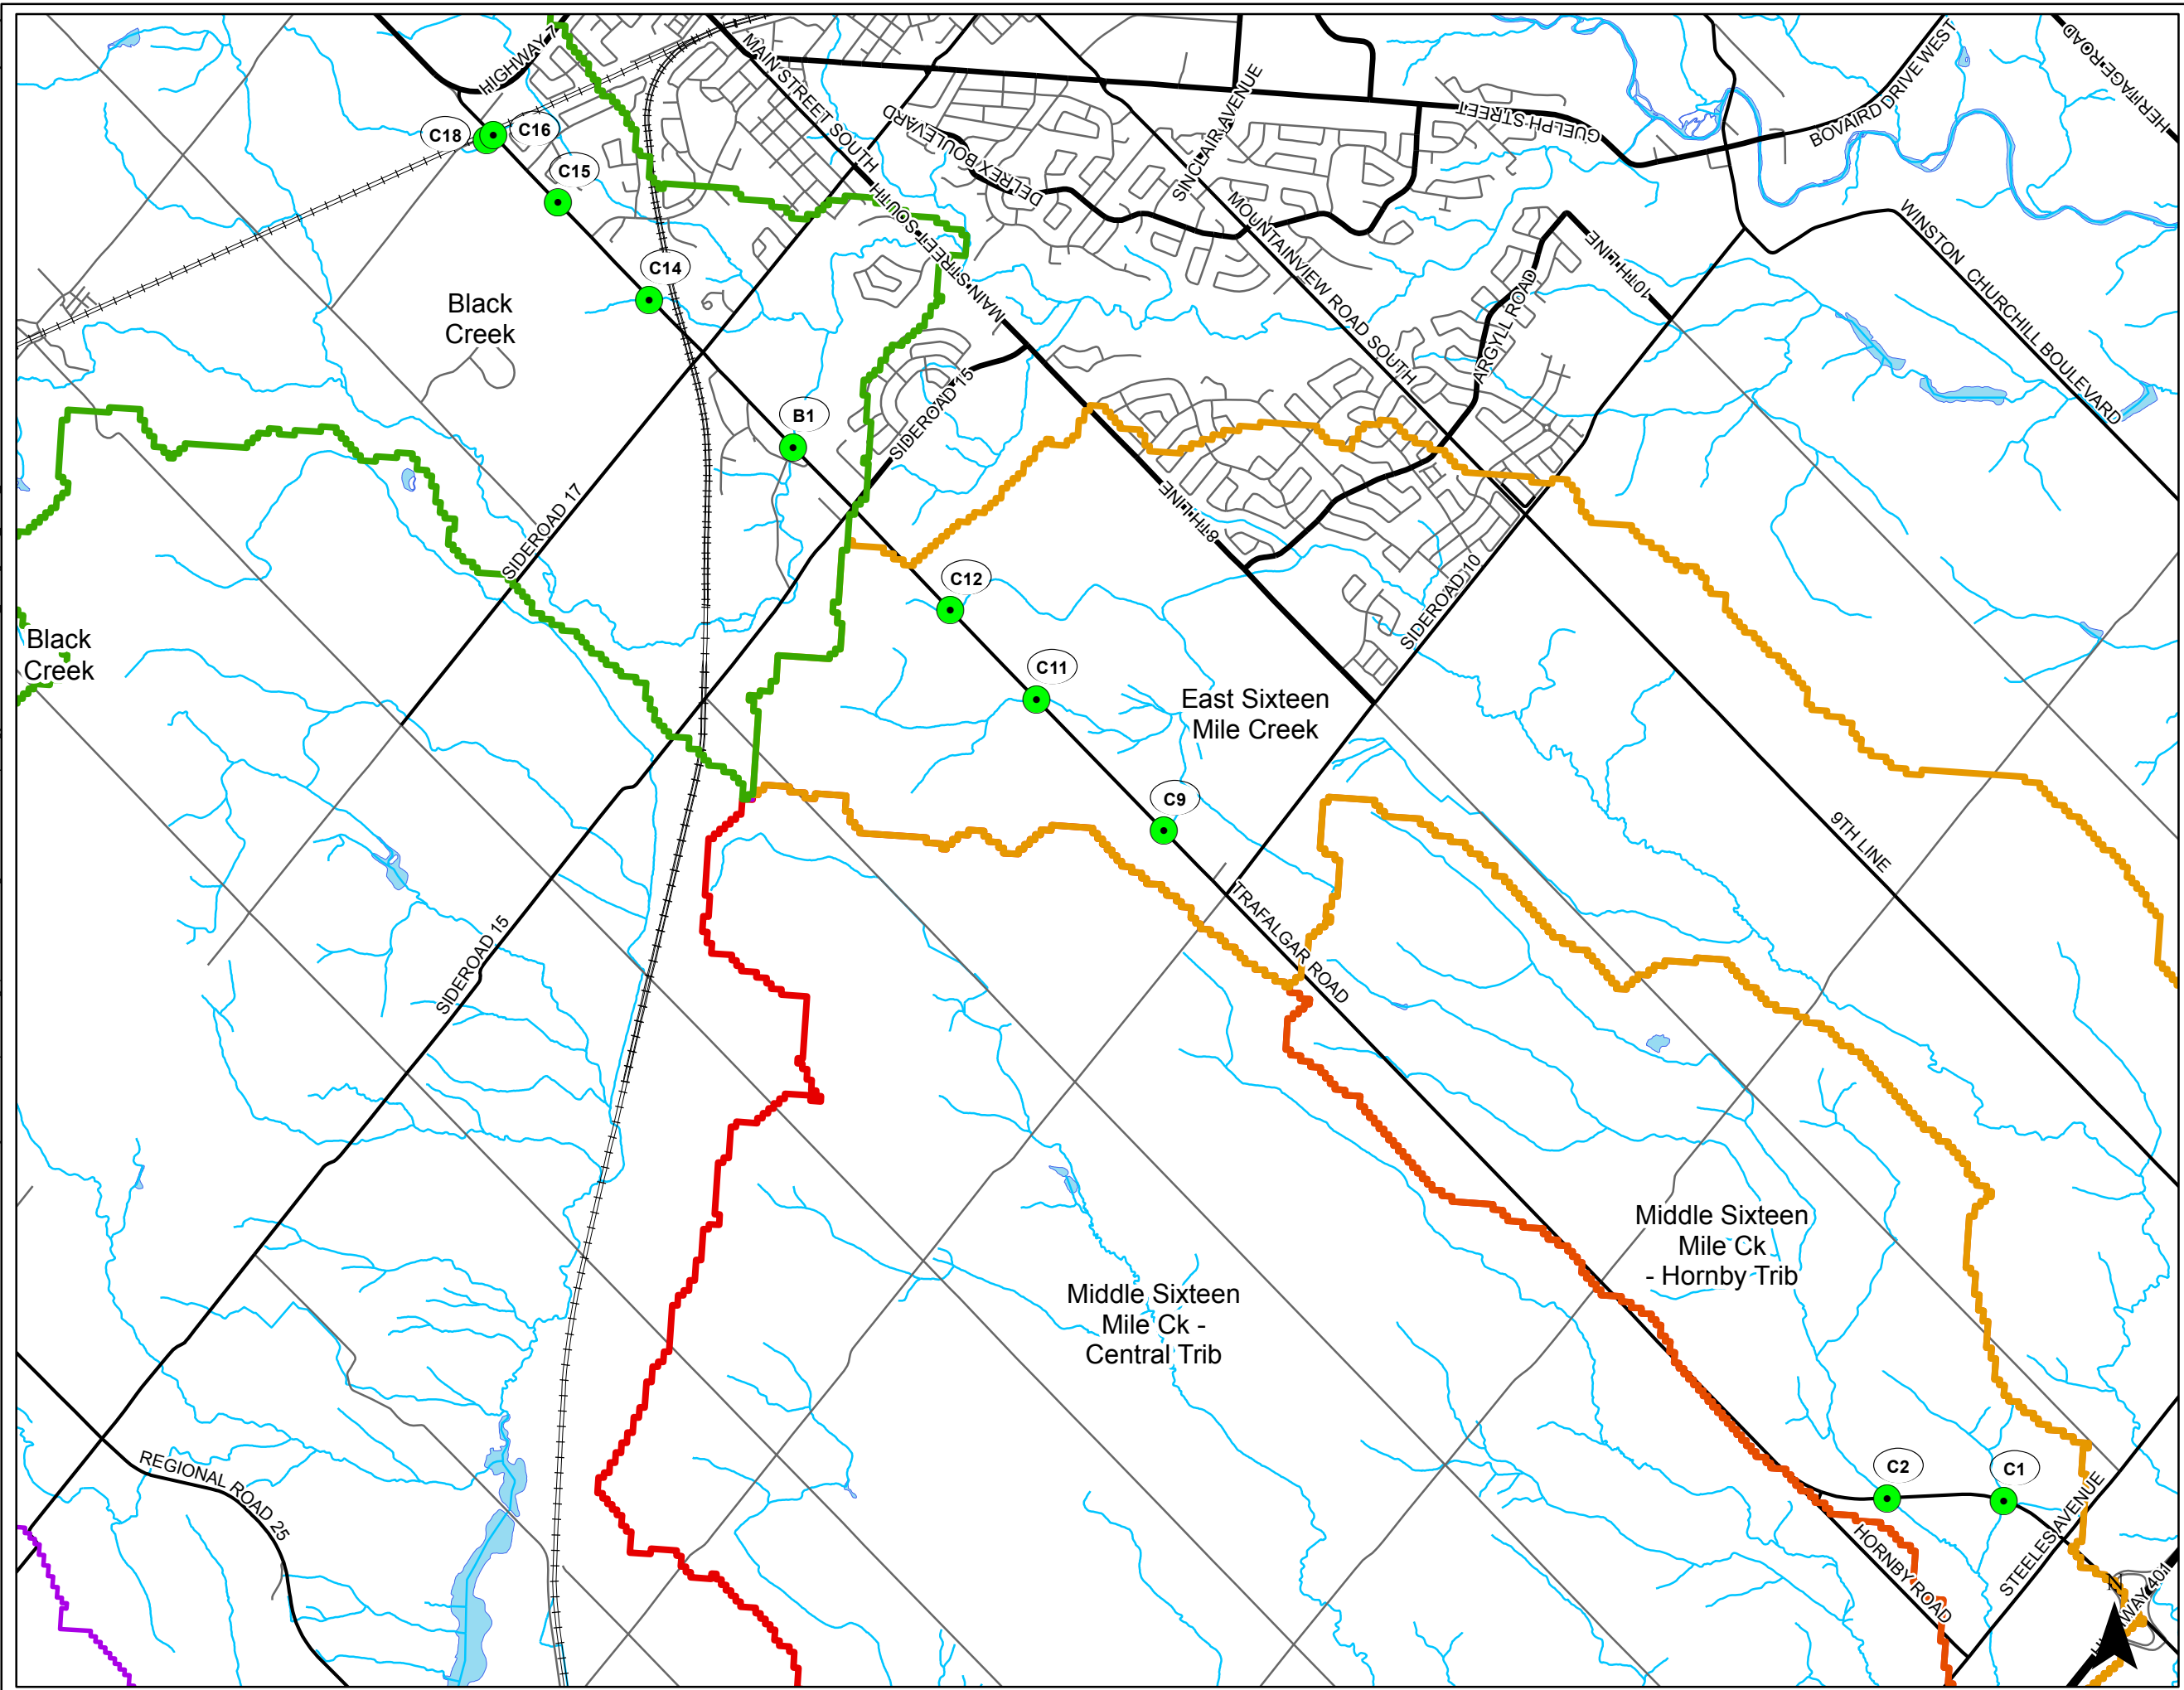 HIGHWAY 7
MAIN STREET SOUTH
HERITAGE ROAD
BOVAIRD DRIVE WEST
SINCLAIR AVENUE
GUELPH STREET
DELREX BOULEVARD
C18
C16
C15
MOUNTAINVIEW ROAD SOUTH
WINSTON CHURCHILL BOULEVARD
10TH LINE
ARGYLL ROAD
MAIN STREET SOUTH
C14
Black
Creek
B1
SIDEROAD 15
SIDEROAD 17
8TH LINE
SIDEROAD 10
C12
Black
Creek
C11
East Sixteen
Mile Creek
C9
9TH LINE
TRAFALGAR ROAD
SIDEROAD 15
Middle Sixteen
Mile Ck
- Hornby Trib
Middle Sixteen
Mile Ck -
Central Trib
REGIONAL ROAD 25
C2
C1
STEELES AVENUE
HORNBY ROAD
N